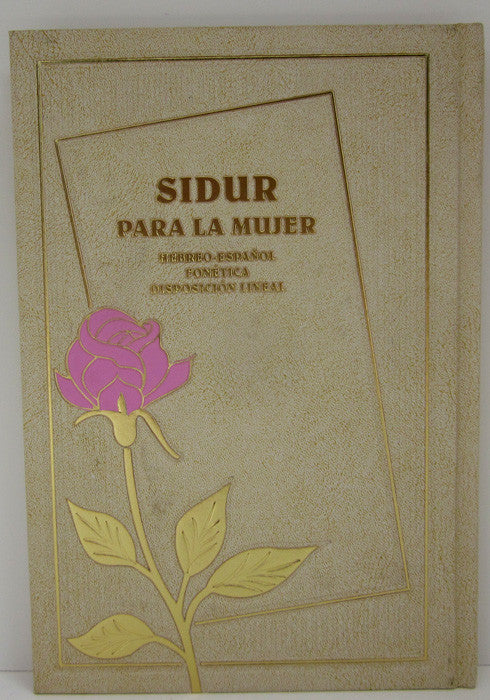 SIDUR
PARA LA MUJER
HEBREO-ESPAÑOL
FONÉTICA
DISPOSICIÓN LINEAL